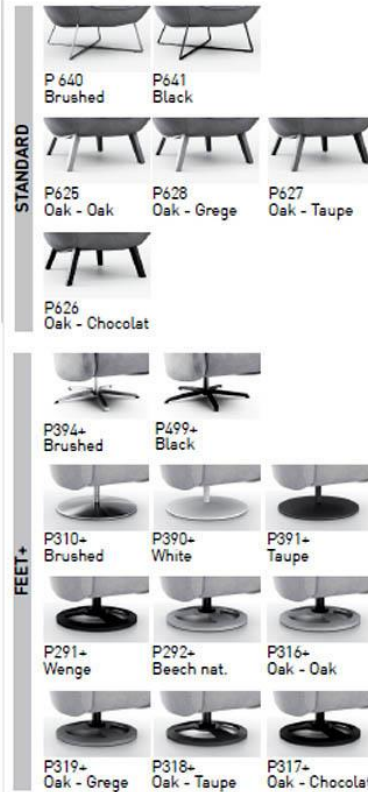 STANDARD
P 640
Brushed
P641
Black
P625
Oak - Oak
P628
Oak - Grege
P627
Oak - Taupe
P626
Oak - Chocolat
FEET+
P394+
Brushed
P499+
Black
P310+
Brushed
P390+
White
P391+
Taupe
P291+
Wenge
P292+
Beech nat.
P316+
Oak - Oak
P319+
Oak - Grege
P318+
Oak - Taupe
P317+
Oak - Chocolat